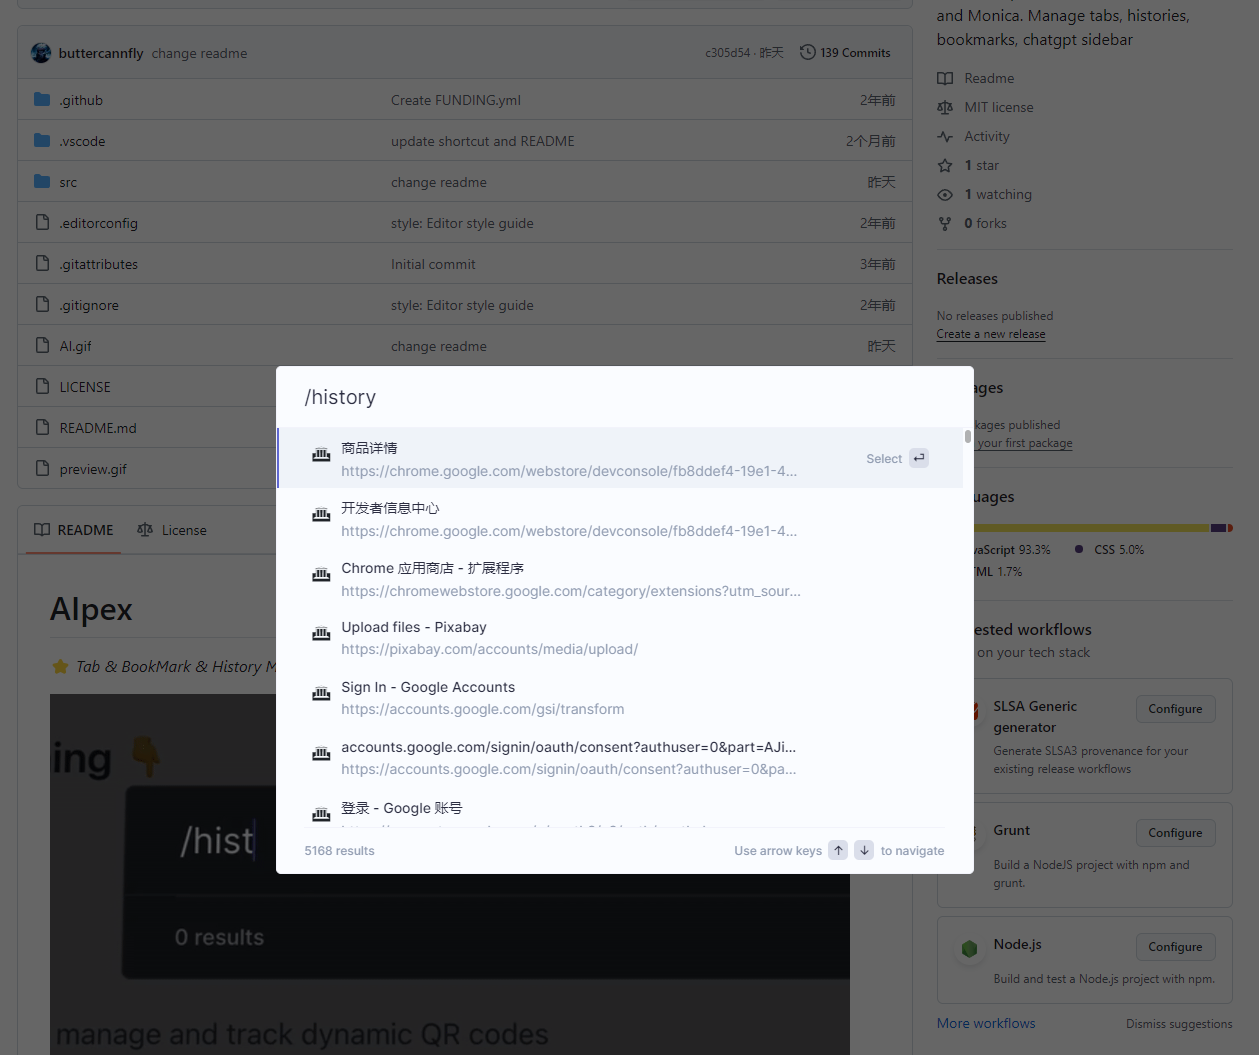 and Monica. Manage tabs, histories,
bookmarks, chatgpt sidebar
buttercannfly change readme c305d54 · 昨天 139 Commits
.github Create FUNDING.yml 2年前
.vscode update shortcut and README 2个月前
src change readme 昨天
.editorconfig style: Editor style guide 2年前
.gitattributes Initial commit 3年前
.gitignore style: Editor style guide 2年前
AI.gif change readme 昨天
LICENSE
README.md
preview.gif
README License
AIpex
Tab & BookMark & History M
ing
/hist
0 results
manage and track dynamic QR codes
/history
商品详情
https://chrome.google.com/webstore/devconsole/fb8ddef4-19e1-4...
Select
开发者信息中心
https://chrome.google.com/webstore/devconsole/fb8ddef4-19e1-4...
Chrome 应用商店 - 扩展程序
https://chromewebstore.google.com/category/extensions?utm_sour...
Upload files - Pixabay
https://pixabay.com/accounts/media/upload/
Sign In - Google Accounts
https://accounts.google.com/gsi/transform
accounts.google.com/signin/oauth/consent?authuser=0&part=AJi...
https://accounts.google.com/signin/oauth/consent?authuser=0&pa...
登录 - Google 账号
5168 results
Use arrow keys ↑ ↓ to navigate
Readme
MIT license
Activity
1 star
1 watching
0 forks
Releases
No releases published
Create a new release
ages
kages published
your first package
uages
vaScript 93.3% CSS 5.0%
ML 1.7%
ested workflows
on your tech stack
SLSA Generic
generator
Configure
Generate SLSA3 provenance for your
existing release workflows
Grunt
Configure
Build a NodeJS project with npm and
grunt.
Node.js
Configure
Build and test a Node.js project with npm.
More workflows
Dismiss suggestions